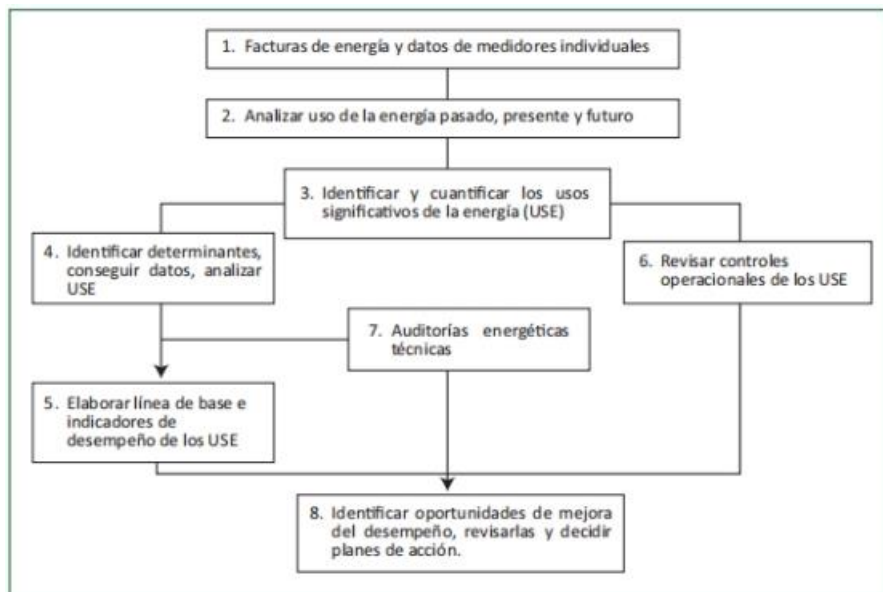 1. Facturas de energía y datos de medidores individuales
2. Analizar uso de la energía pasado, presente y futuro
3. Identificar y cuantificar los usos
significativos de la energía (USE)
4. Identificar determinantes,
conseguir datos, analizar
USE
6. Revisar controles
operacionales de los USE
7. Auditorías energéticas
técnicas
5. Elaborar línea de base e
indicadores de
desempeño de los USE
8. Identificar oportunidades de mejora
del desempeño, revisarlas y decidir
planes de acción.